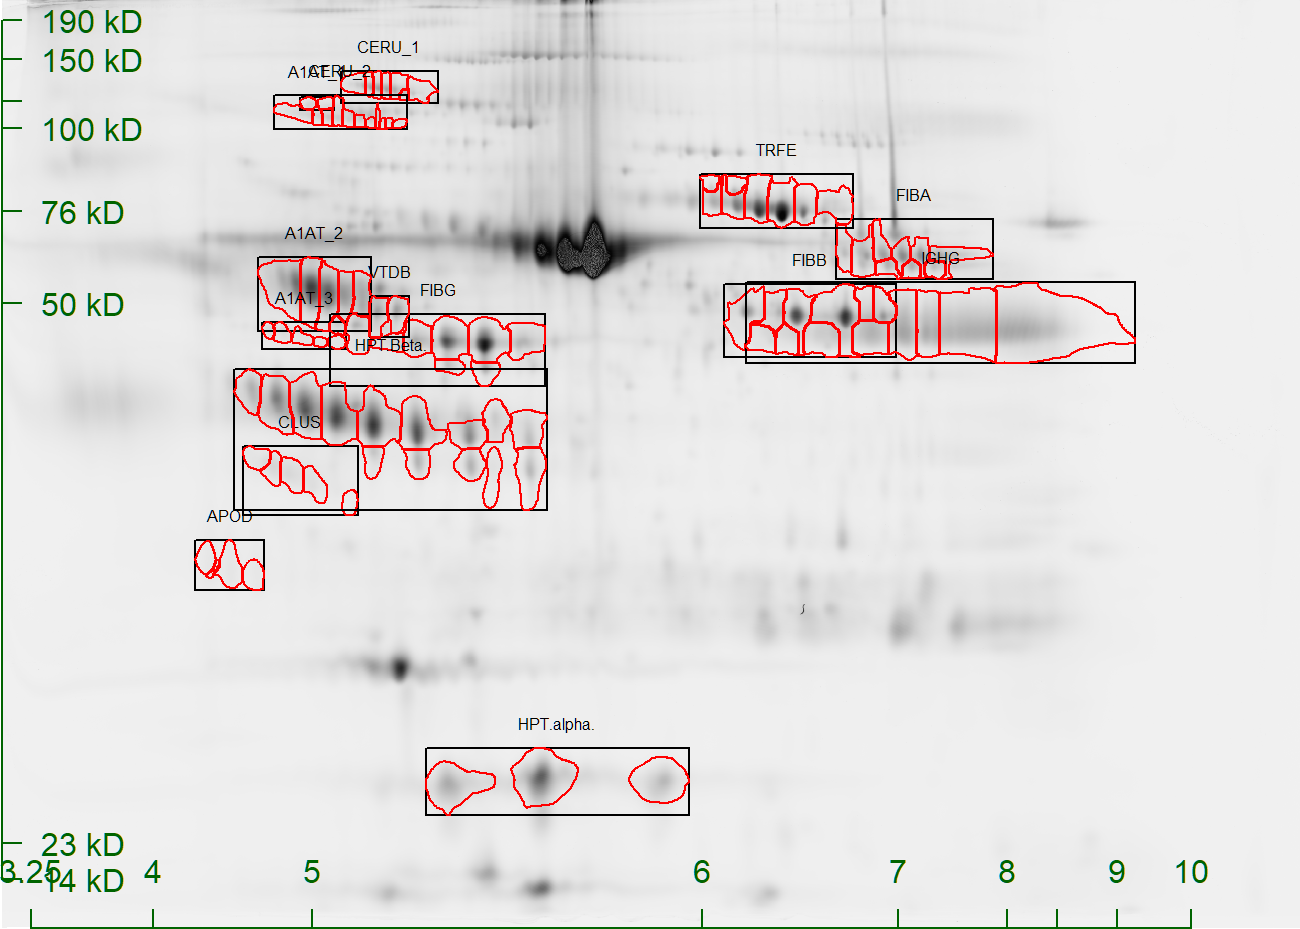 190 kD
CERU_1
150 kD
A1AT_1
CERU_2
100 kD
TRFE
FIBA
76 kD
A1AT_2
FIBB
IGHG
VTDB
FIBG
A1AT_3
50 kD
HPT.Beta.
CLUS
APOD
HPT.alpha.
23 kD
3.25
14 kD
4
5
6
7
8
9
10